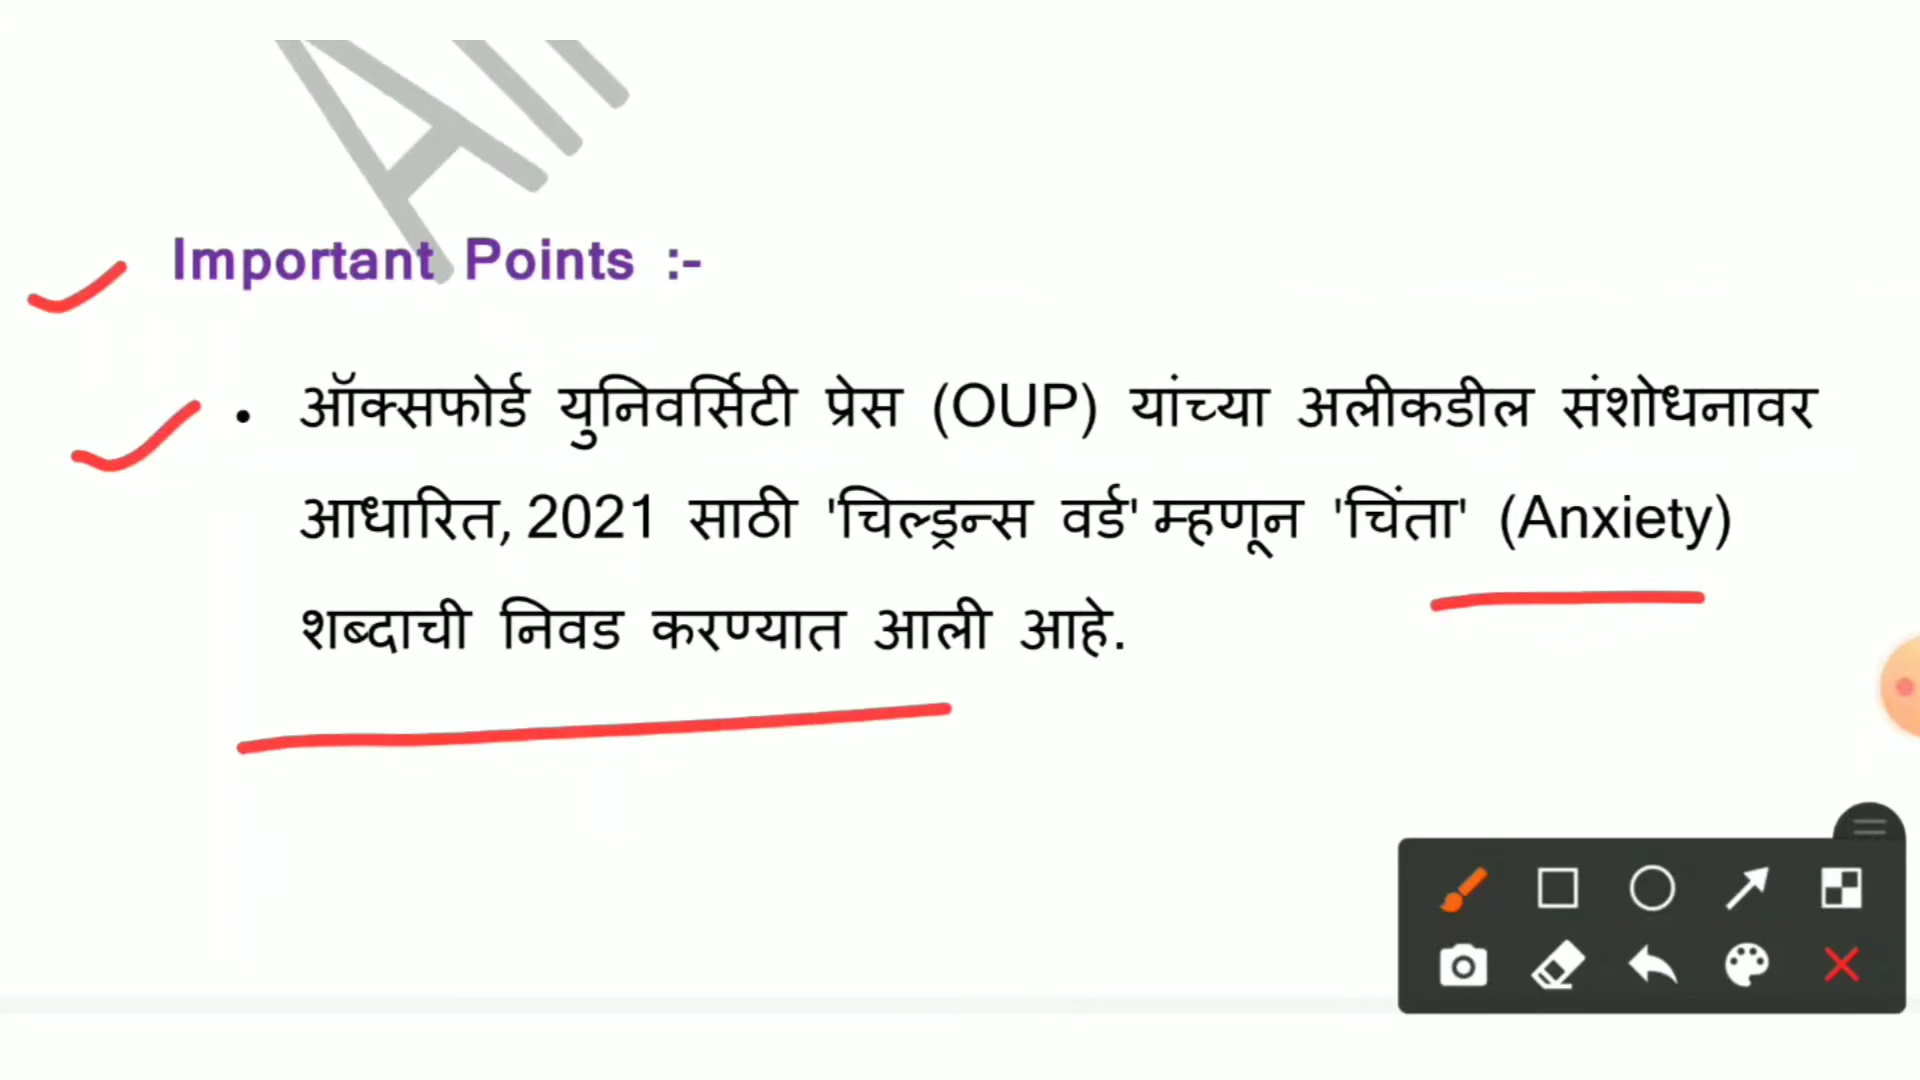 Important Points :-
• ऑक्सफोर्ड युनिवर्सिटी प्रेस (OUP) यांच्या अलीकडील संशोधनावर
आधारित, 2021 साठी 'चिल्ड्रन्स वर्ड' म्हणून 'चिंता' (Anxiety)
शब्दाची निवड करण्यात आली आहे.